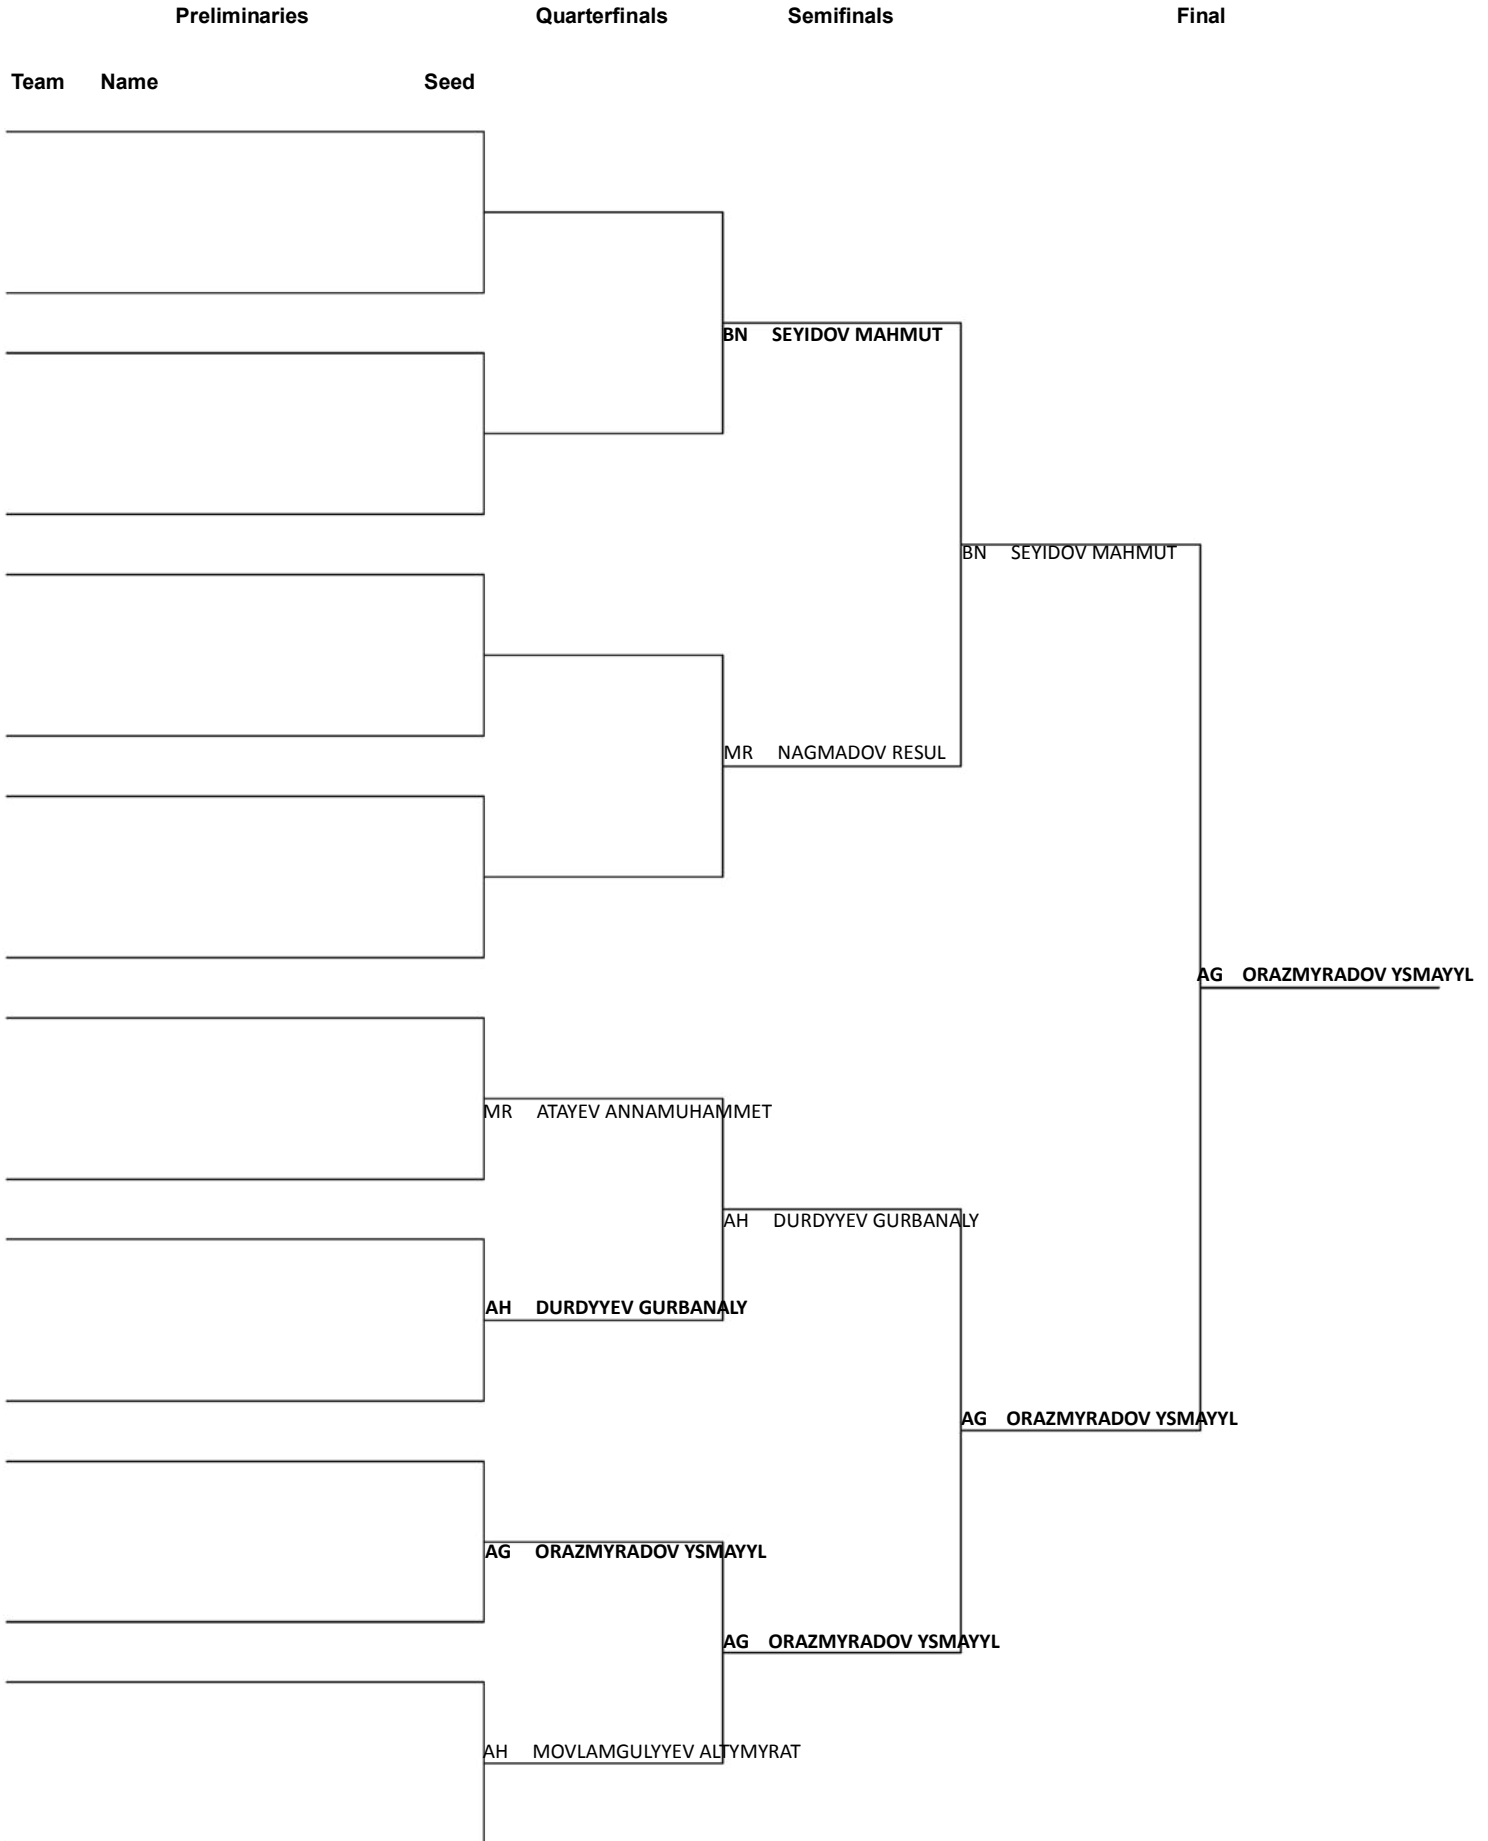 Preliminaries Quarterfinals Semifinals Final
Team Name Seed
BN SEYIDOV MAHMUT
BN SEYIDOV MAHMUT
MR NAGMADOV RESUL
AG ORAZMYRADOV YSMAYYL
MR ATAYEV ANNAMUHAMMET
AH DURDYYEV GURBANALY
AH DURDYYEV GURBANALY
AG ORAZMYRADOV YSMAYYL
AG ORAZMYRADOV YSMAYYL
AG ORAZMYRADOV YSMAYYL
AH MOVLAMGULYYEV ALTYMYRAT